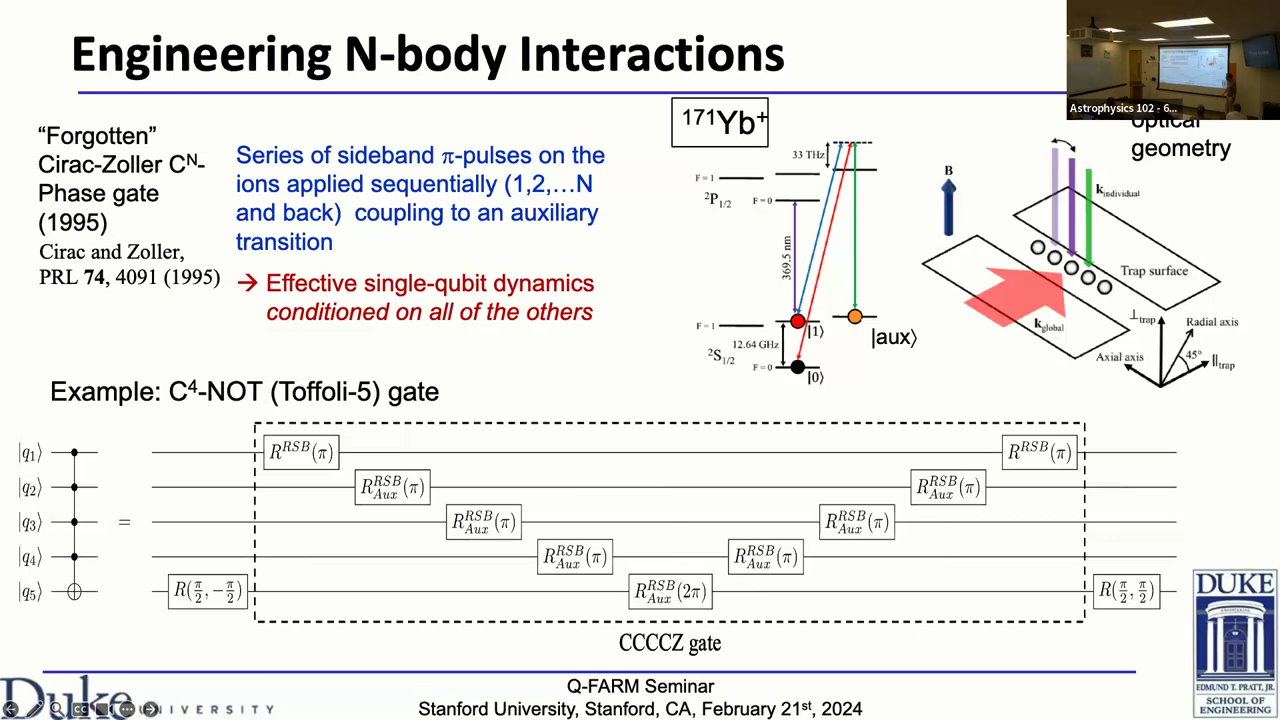 Engineering N-body Interactions
Astrophysics 102 - 6...
“Forgotten”
Cirac-Zoller Cᴺ-
Phase gate
(1995)
Cirac and Zoller,
PRL 74, 4091 (1995)
Series of sideband π-pulses on the
ions applied sequentially (1,2,…N
and back) coupling to an auxiliary
transition
→ Effective single-qubit dynamics
conditioned on all of the others
¹⁷¹Yb⁺
33 THz
F = 1
²P₁/₂
F = 0
369.5 nm
F = 1
|1⟩
|aux⟩
12.64 GHz
²S₁/₂
F = 0
|0⟩
optical
geometry
B
k_individual
Trap surface
k_global
⊥_trap
Radial axis
45°
||_trap
Axial axis
Example: C⁴-NOT (Toffoli-5) gate
|q₁⟩ R^RSB(π) R^RSB(π)
|q₂⟩ R^RSB_Aux(π) R^RSB_Aux(π)
|q₃⟩ = R^RSB_Aux(π) R^RSB_Aux(π)
|q₄⟩ R^RSB_Aux(π) R^RSB_Aux(π)
|q₅⟩ R(π/2, −π/2) R^RSB_Aux(2π) R(π/2, π/2)
CCCCZ gate
Q-FARM Seminar
Stanford University, Stanford, CA, February 21st, 2024
Duke
UNIVERSITY
DUKE
EDMUND T. PRATT, JR.
SCHOOL OF
ENGINEERING